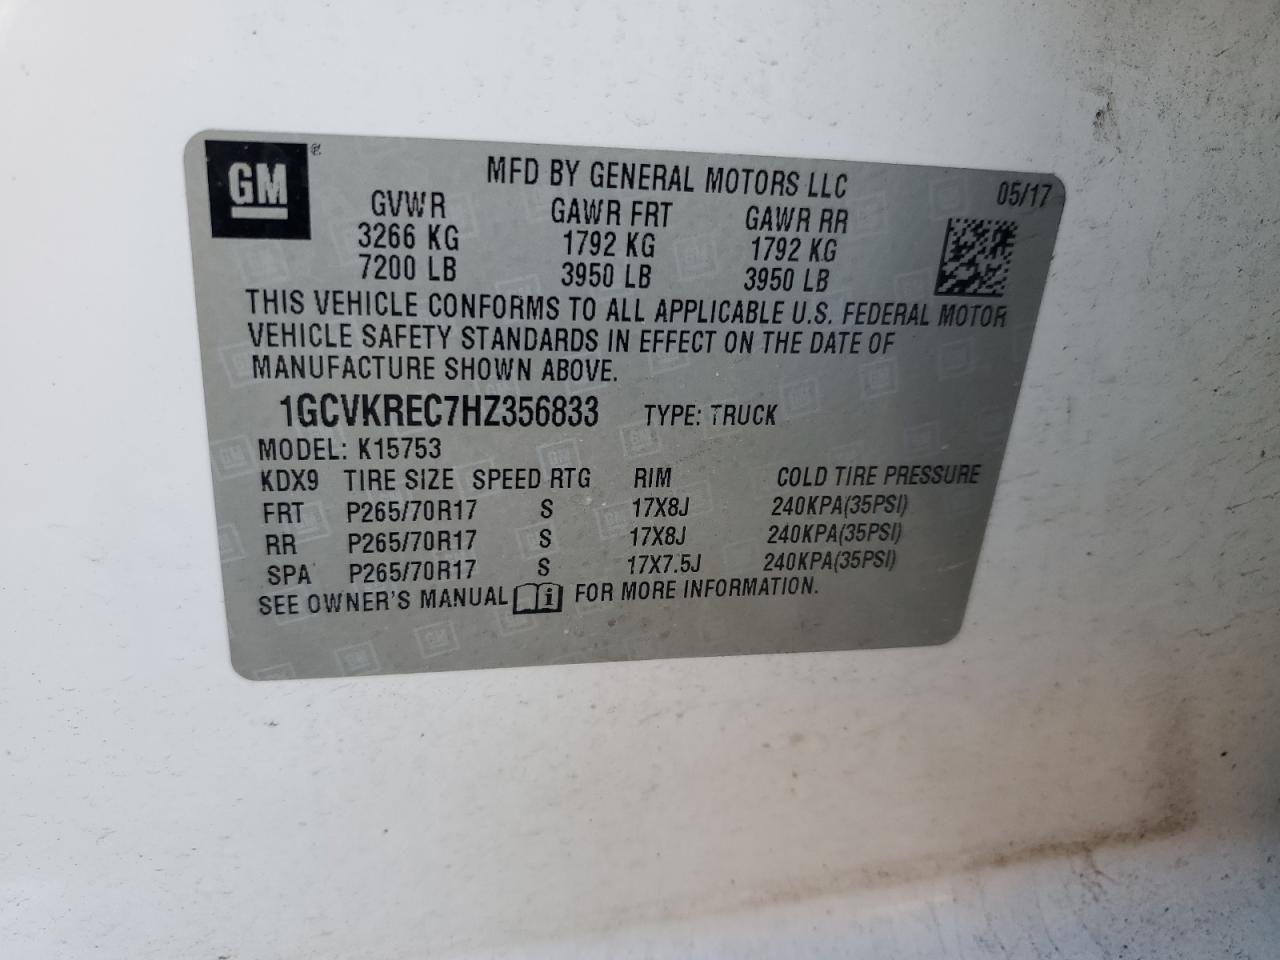 GM
MFD BY GENERAL MOTORS LLC 05/17
GVWR GAWR FRT GAWR RR
3266 KG 1792 KG 1792 KG
7200 LB 3950 LB 3950 LB
THIS VEHICLE CONFORMS TO ALL APPLICABLE U.S. FEDERAL MOTOR
VEHICLE SAFETY STANDARDS IN EFFECT ON THE DATE OF
MANUFACTURE SHOWN ABOVE.
1GCVKREC7HZ356833 TYPE: TRUCK
MODEL: K15753
KDX9 TIRE SIZE SPEED RTG RIM COLD TIRE PRESSURE
FRT P265/70R17 S 17X8J 240KPA(35PSI)
RR P265/70R17 S 17X8J 240KPA(35PSI)
SPA P265/70R17 S 17X7.5J 240KPA(35PSI)
SEE OWNER'S MANUAL i FOR MORE INFORMATION.